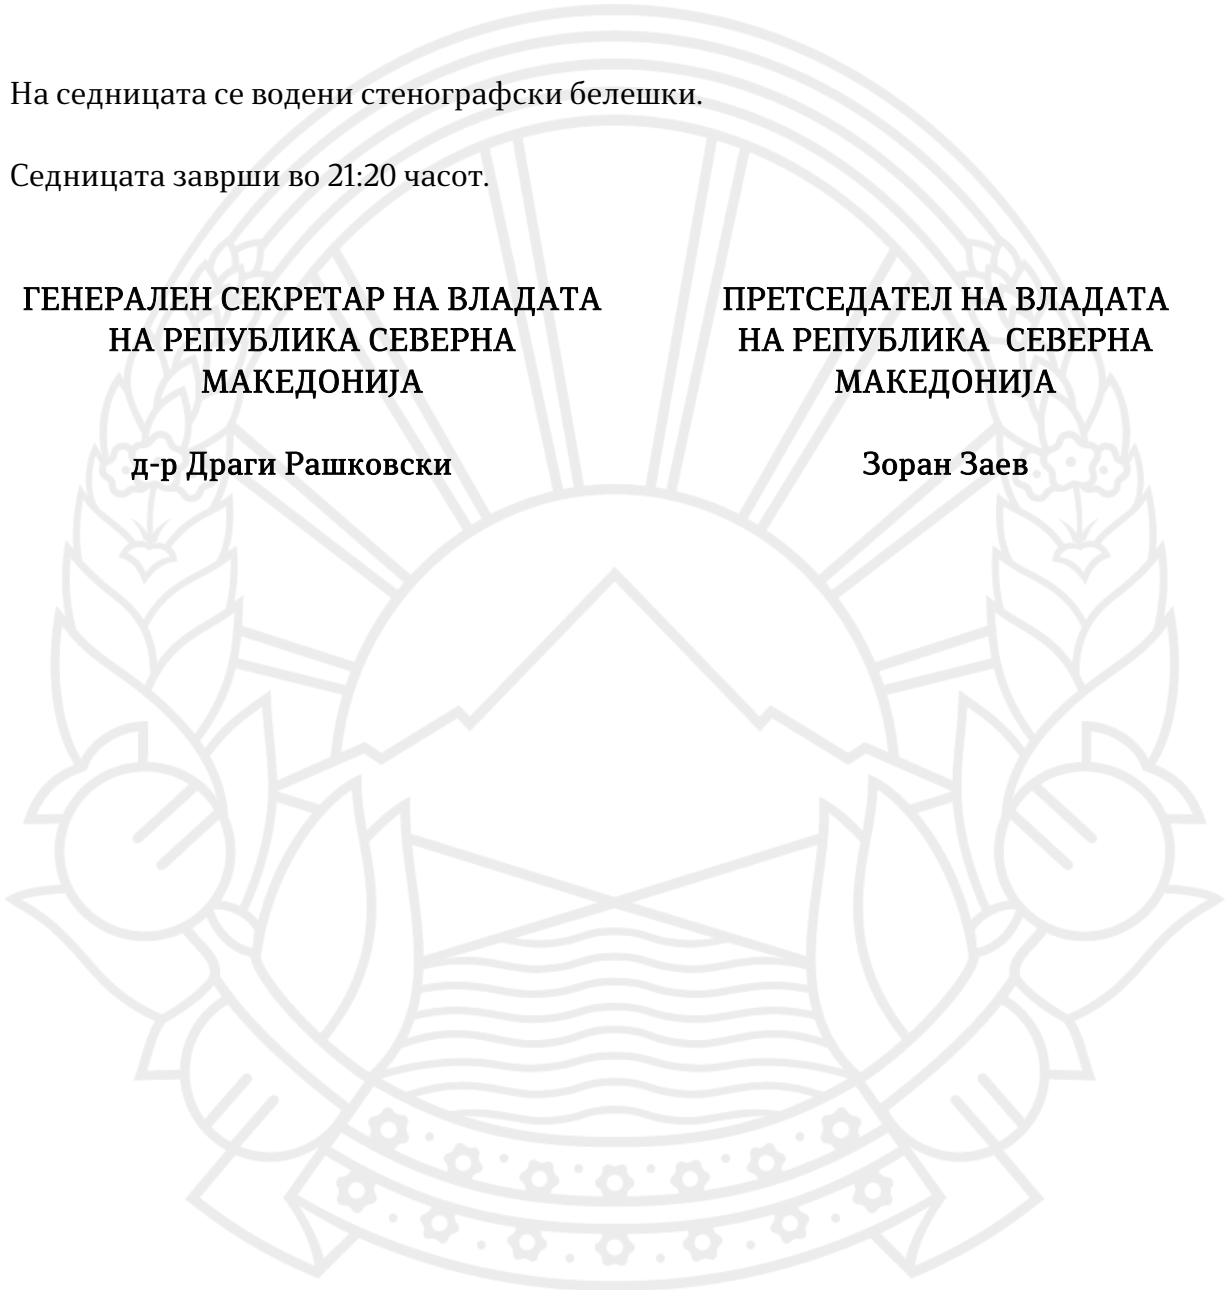 На седницата се водени стенографски белешки.
Седницата заврши во 21:20 часот.
ГЕНЕРАЛЕН СЕКРЕТАР НА ВЛАДАТА
НА РЕПУБЛИКА СЕВЕРНА
МАКЕДОНИЈА
д-р Драги Рашковски
ПРЕТСЕДАТЕЛ НА ВЛАДАТА
НА РЕПУБЛИКА  СЕВЕРНА
МАКЕДОНИЈА
Зоран Заев